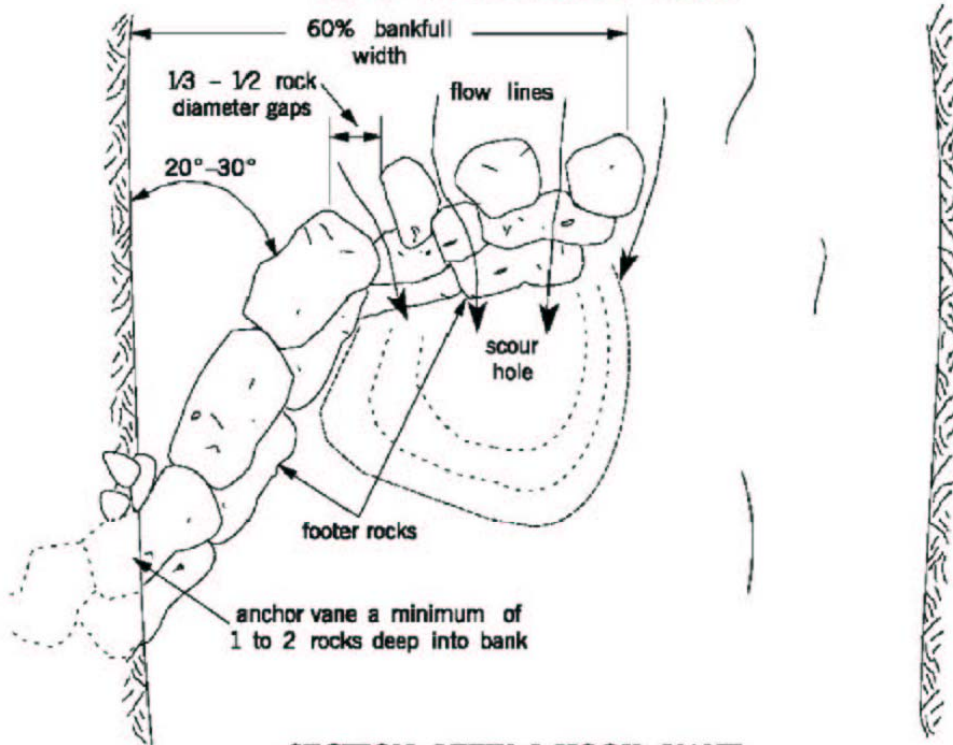 60% bankfull
width
1/3 - 1/2 rock
diameter gaps
flow lines
20°-30°
scour
hole
footer rocks
anchor vane a minimum of
1 to 2 rocks deep into bank